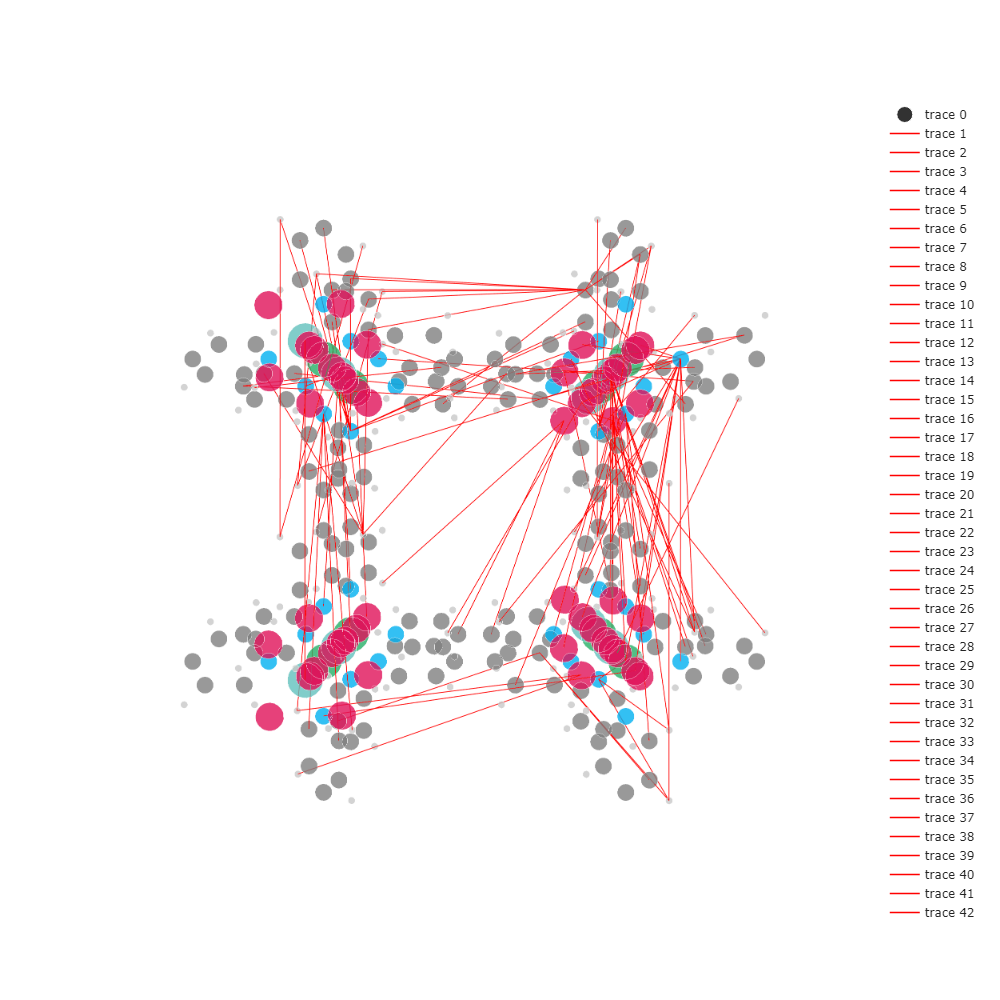 trace 0
trace 1
trace 2
trace 3
trace 4
trace 5
trace 6
trace 7
trace 8
trace 9
trace 10
trace 11
trace 12
trace 13
trace 14
trace 15
trace 16
trace 17
trace 18
trace 19
trace 20
trace 21
trace 22
trace 23
trace 24
trace 25
trace 26
trace 27
trace 28
trace 29
trace 30
trace 31
trace 32
trace 33
trace 34
trace 35
trace 36
trace 37
trace 38
trace 39
trace 40
trace 41
trace 42